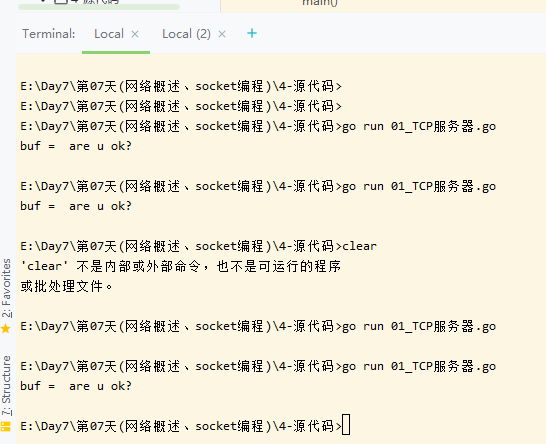 4-源代码
main()
Terminal: Local × Local (2) × +
E:\Day7\第07天(网络概述、socket编程)\4-源代码>
E:\Day7\第07天(网络概述、socket编程)\4-源代码>
E:\Day7\第07天(网络概述、socket编程)\4-源代码>go run 01_TCP服务器.go
buf =  are u ok?
E:\Day7\第07天(网络概述、socket编程)\4-源代码>go run 01_TCP服务器.go
buf =  are u ok?
E:\Day7\第07天(网络概述、socket编程)\4-源代码>clear
'clear' 不是内部或外部命令，也不是可运行的程序
或批处理文件。
E:\Day7\第07天(网络概述、socket编程)\4-源代码>go run 01_TCP服务器.go
E:\Day7\第07天(网络概述、socket编程)\4-源代码>go run 01_TCP服务器.go
buf =  are u ok?
E:\Day7\第07天(网络概述、socket编程)\4-源代码>
2: Favorites
7: Structure